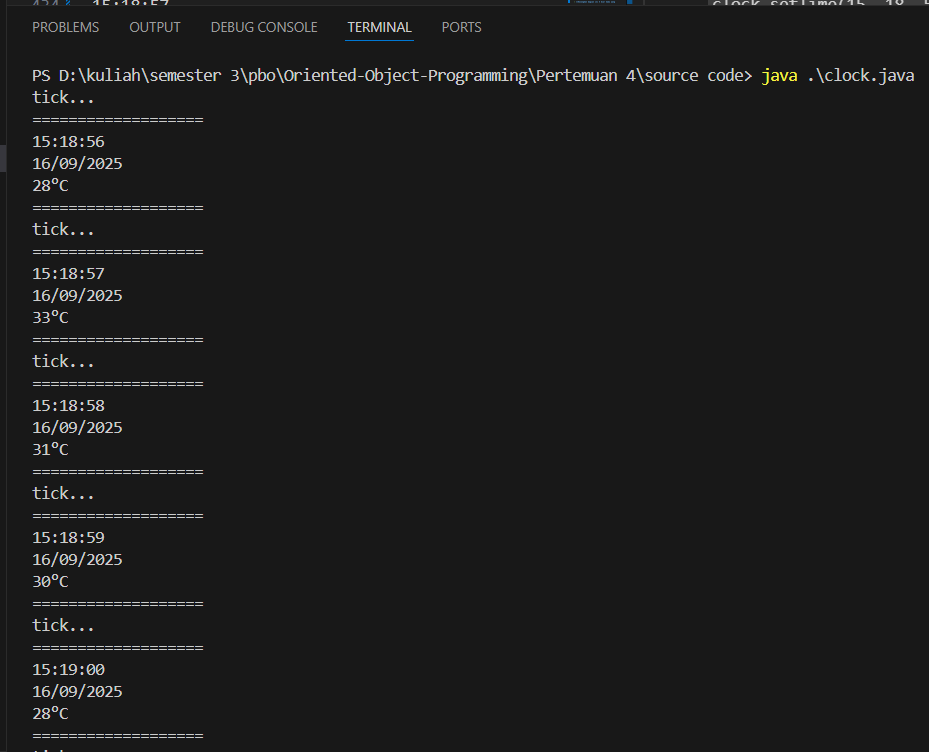 15:18:57
PROBLEMS OUTPUT DEBUG CONSOLE TERMINAL PORTS
PS D:\kuliah\semester 3\pbo\Oriented-Object-Programming\Pertemuan 4\source code> java .\clock.java
tick...
===================
15:18:56
16/09/2025
28°C
===================
tick...
===================
15:18:57
16/09/2025
33°C
===================
tick...
===================
15:18:58
16/09/2025
31°C
===================
tick...
===================
15:18:59
16/09/2025
30°C
===================
tick...
===================
15:19:00
16/09/2025
28°C
===================